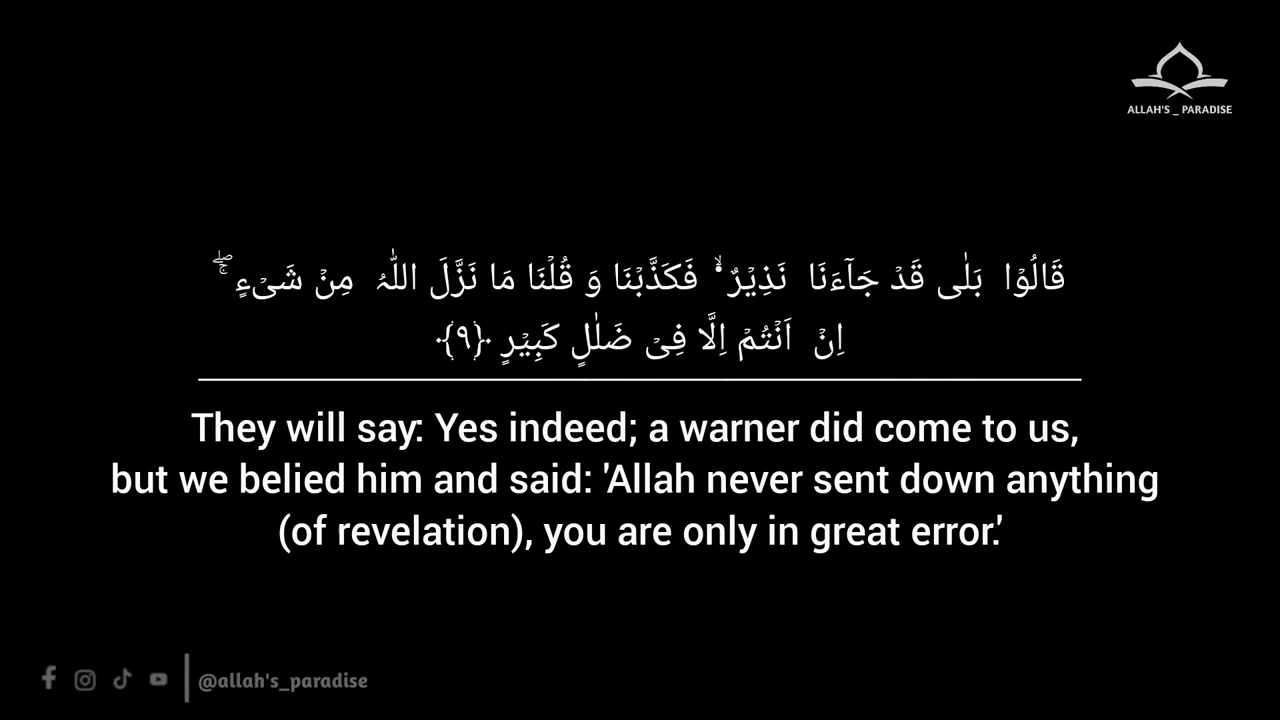 ALLAH'S _ PARADISE
قَالُوۡا بَلٰی قَدۡ جَآءَنَا نَذِیۡرٌ ۬ۙ فَکَذَّبۡنَا وَ قُلۡنَا مَا نَزَّلَ اللّٰہُ مِنۡ شَیۡءٍ ۚۖ
اِنۡ اَنۡتُمۡ اِلَّا فِیۡ ضَلٰلٍ کَبِیۡرٍ ﴿۹﴾
They will say: Yes indeed; a warner did come to us,
but we belied him and said: 'Allah never sent down anything
(of revelation), you are only in great error.'
@allah's_paradise